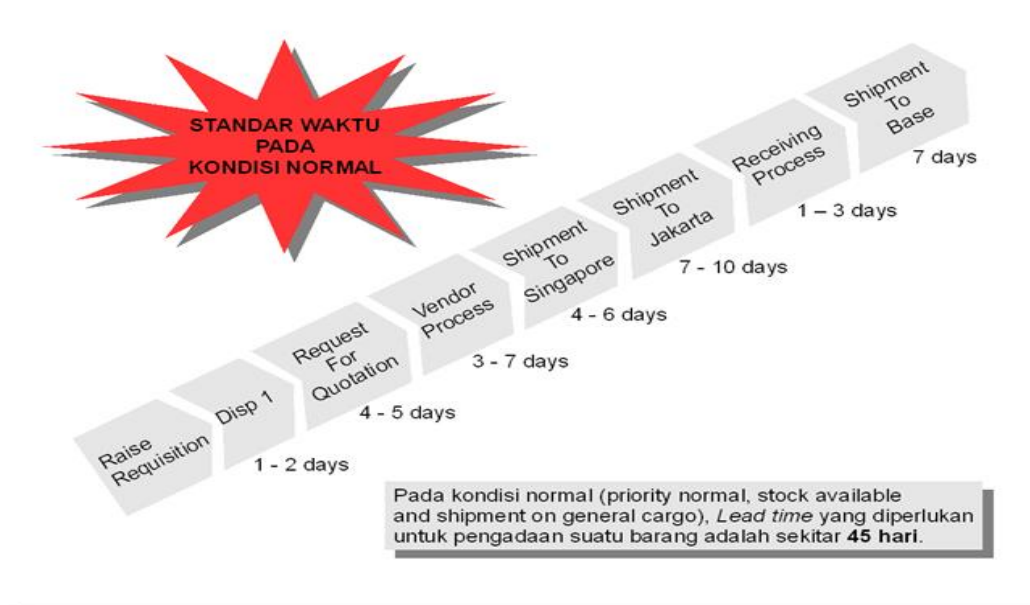 STANDAR WAKTU
PADA
KONDISI NORMAL
Raise
Requisition
Disp 1
1 - 2 days
Request
For
Quotation
4 - 5 days
Vendor
Process
3 - 7 days
Shipment
To
Singapore
4 - 6 days
Shipment
To
Jakarta
7 - 10 days
Receiving
Process
1 – 3 days
Shipment
To
Base
7 days
Pada kondisi normal (priority normal, stock available
and shipment on general cargo), Lead time yang diperlukan
untuk pengadaan suatu barang adalah sekitar 45 hari.